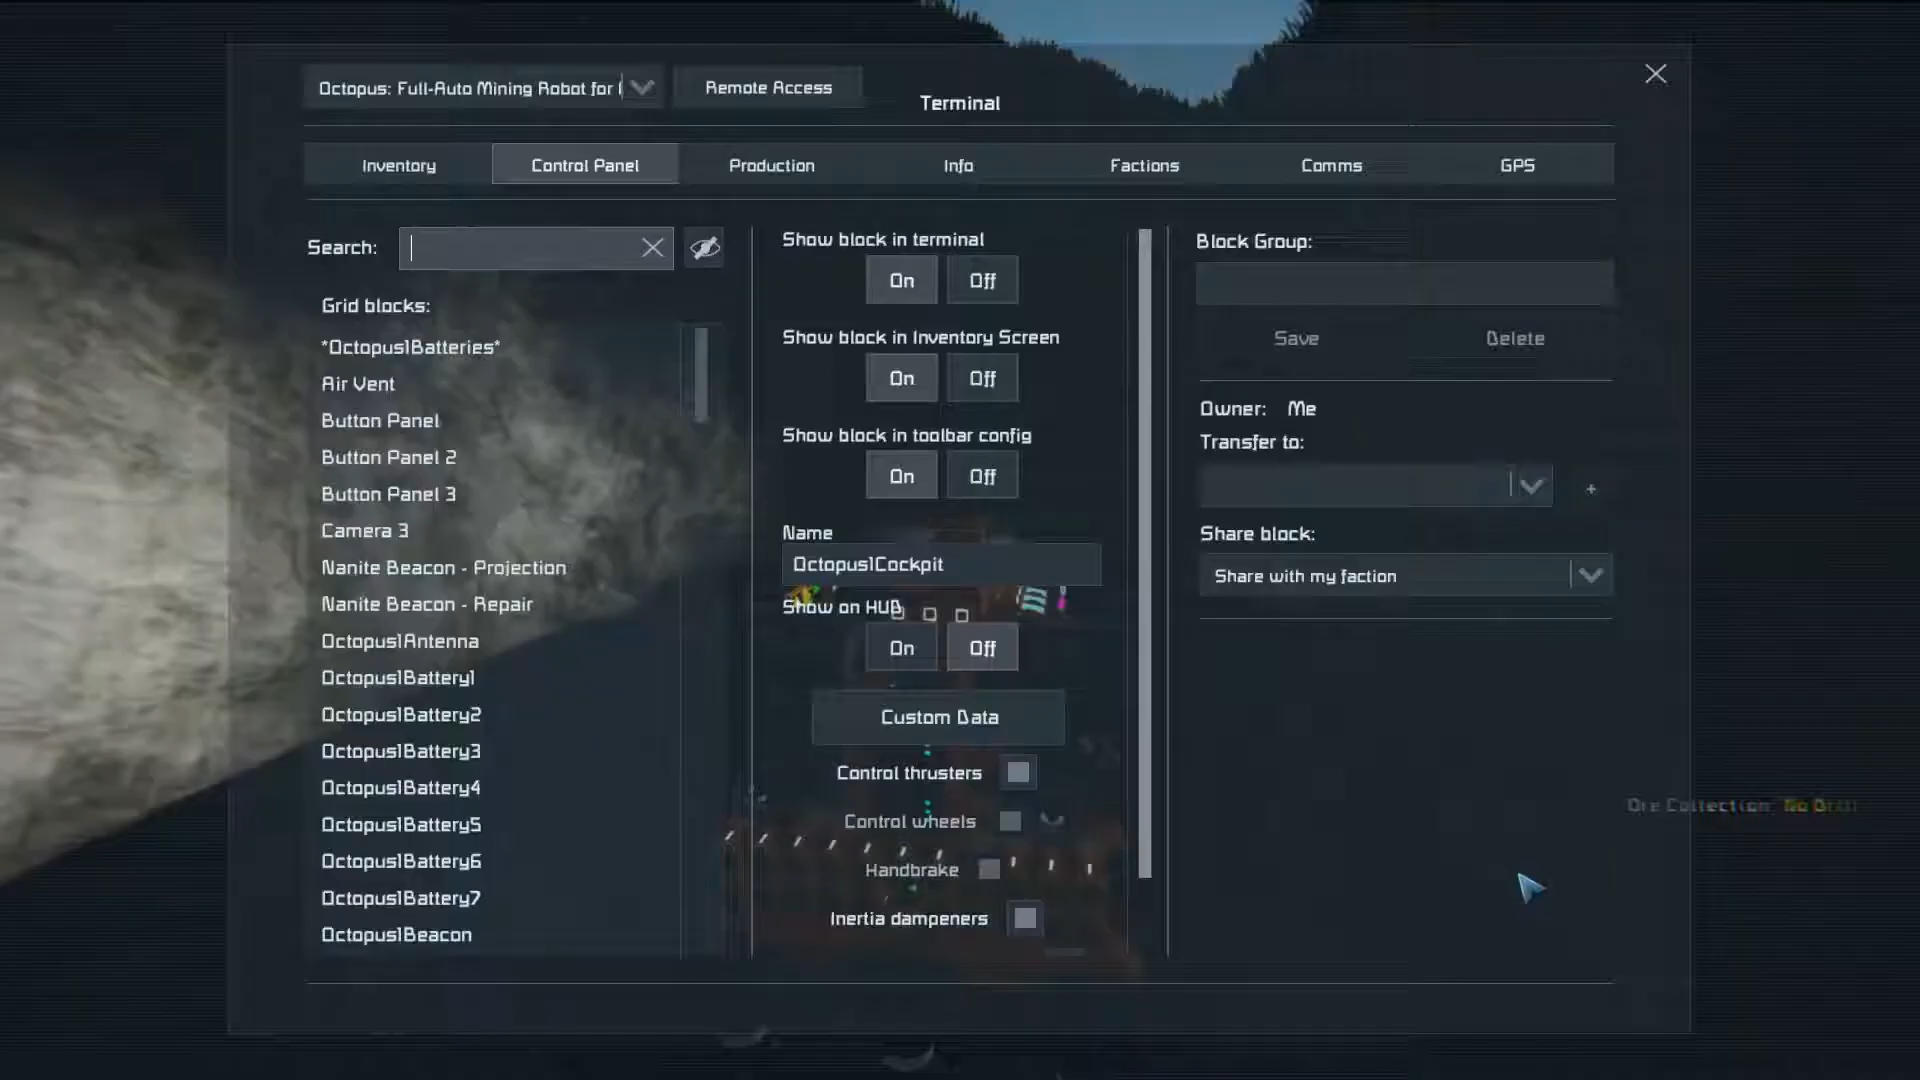 Octopus: Full-Auto Mining Robot for
Remote Access
Terminal
Inventory
Control Panel
Production
Info
Factions
Comms
GPS
Search:
Grid blocks:
*Octopus1Batteries*
Air Vent
Button Panel
Button Panel 2
Button Panel 3
Camera 3
Nanite Beacon - Projection
Nanite Beacon - Repair
Octopus1Antenna
Octopus1Battery1
Octopus1Battery2
Octopus1Battery3
Octopus1Battery4
Octopus1Battery5
Octopus1Battery6
Octopus1Battery7
Octopus1Beacon
Show block in terminal
On Off
Show block in Inventory Screen
On Off
Show block in toolbar config
On Off
Name
Octopus1Cockpit
Show on HUD
On Off
Custom Data
Control thrusters
Control wheels
Handbrake
Inertia dampeners
Block Group:
Save Delete
Owner: Me
Transfer to:
+
Share block:
Share with my faction
Ore Collection: No Drill